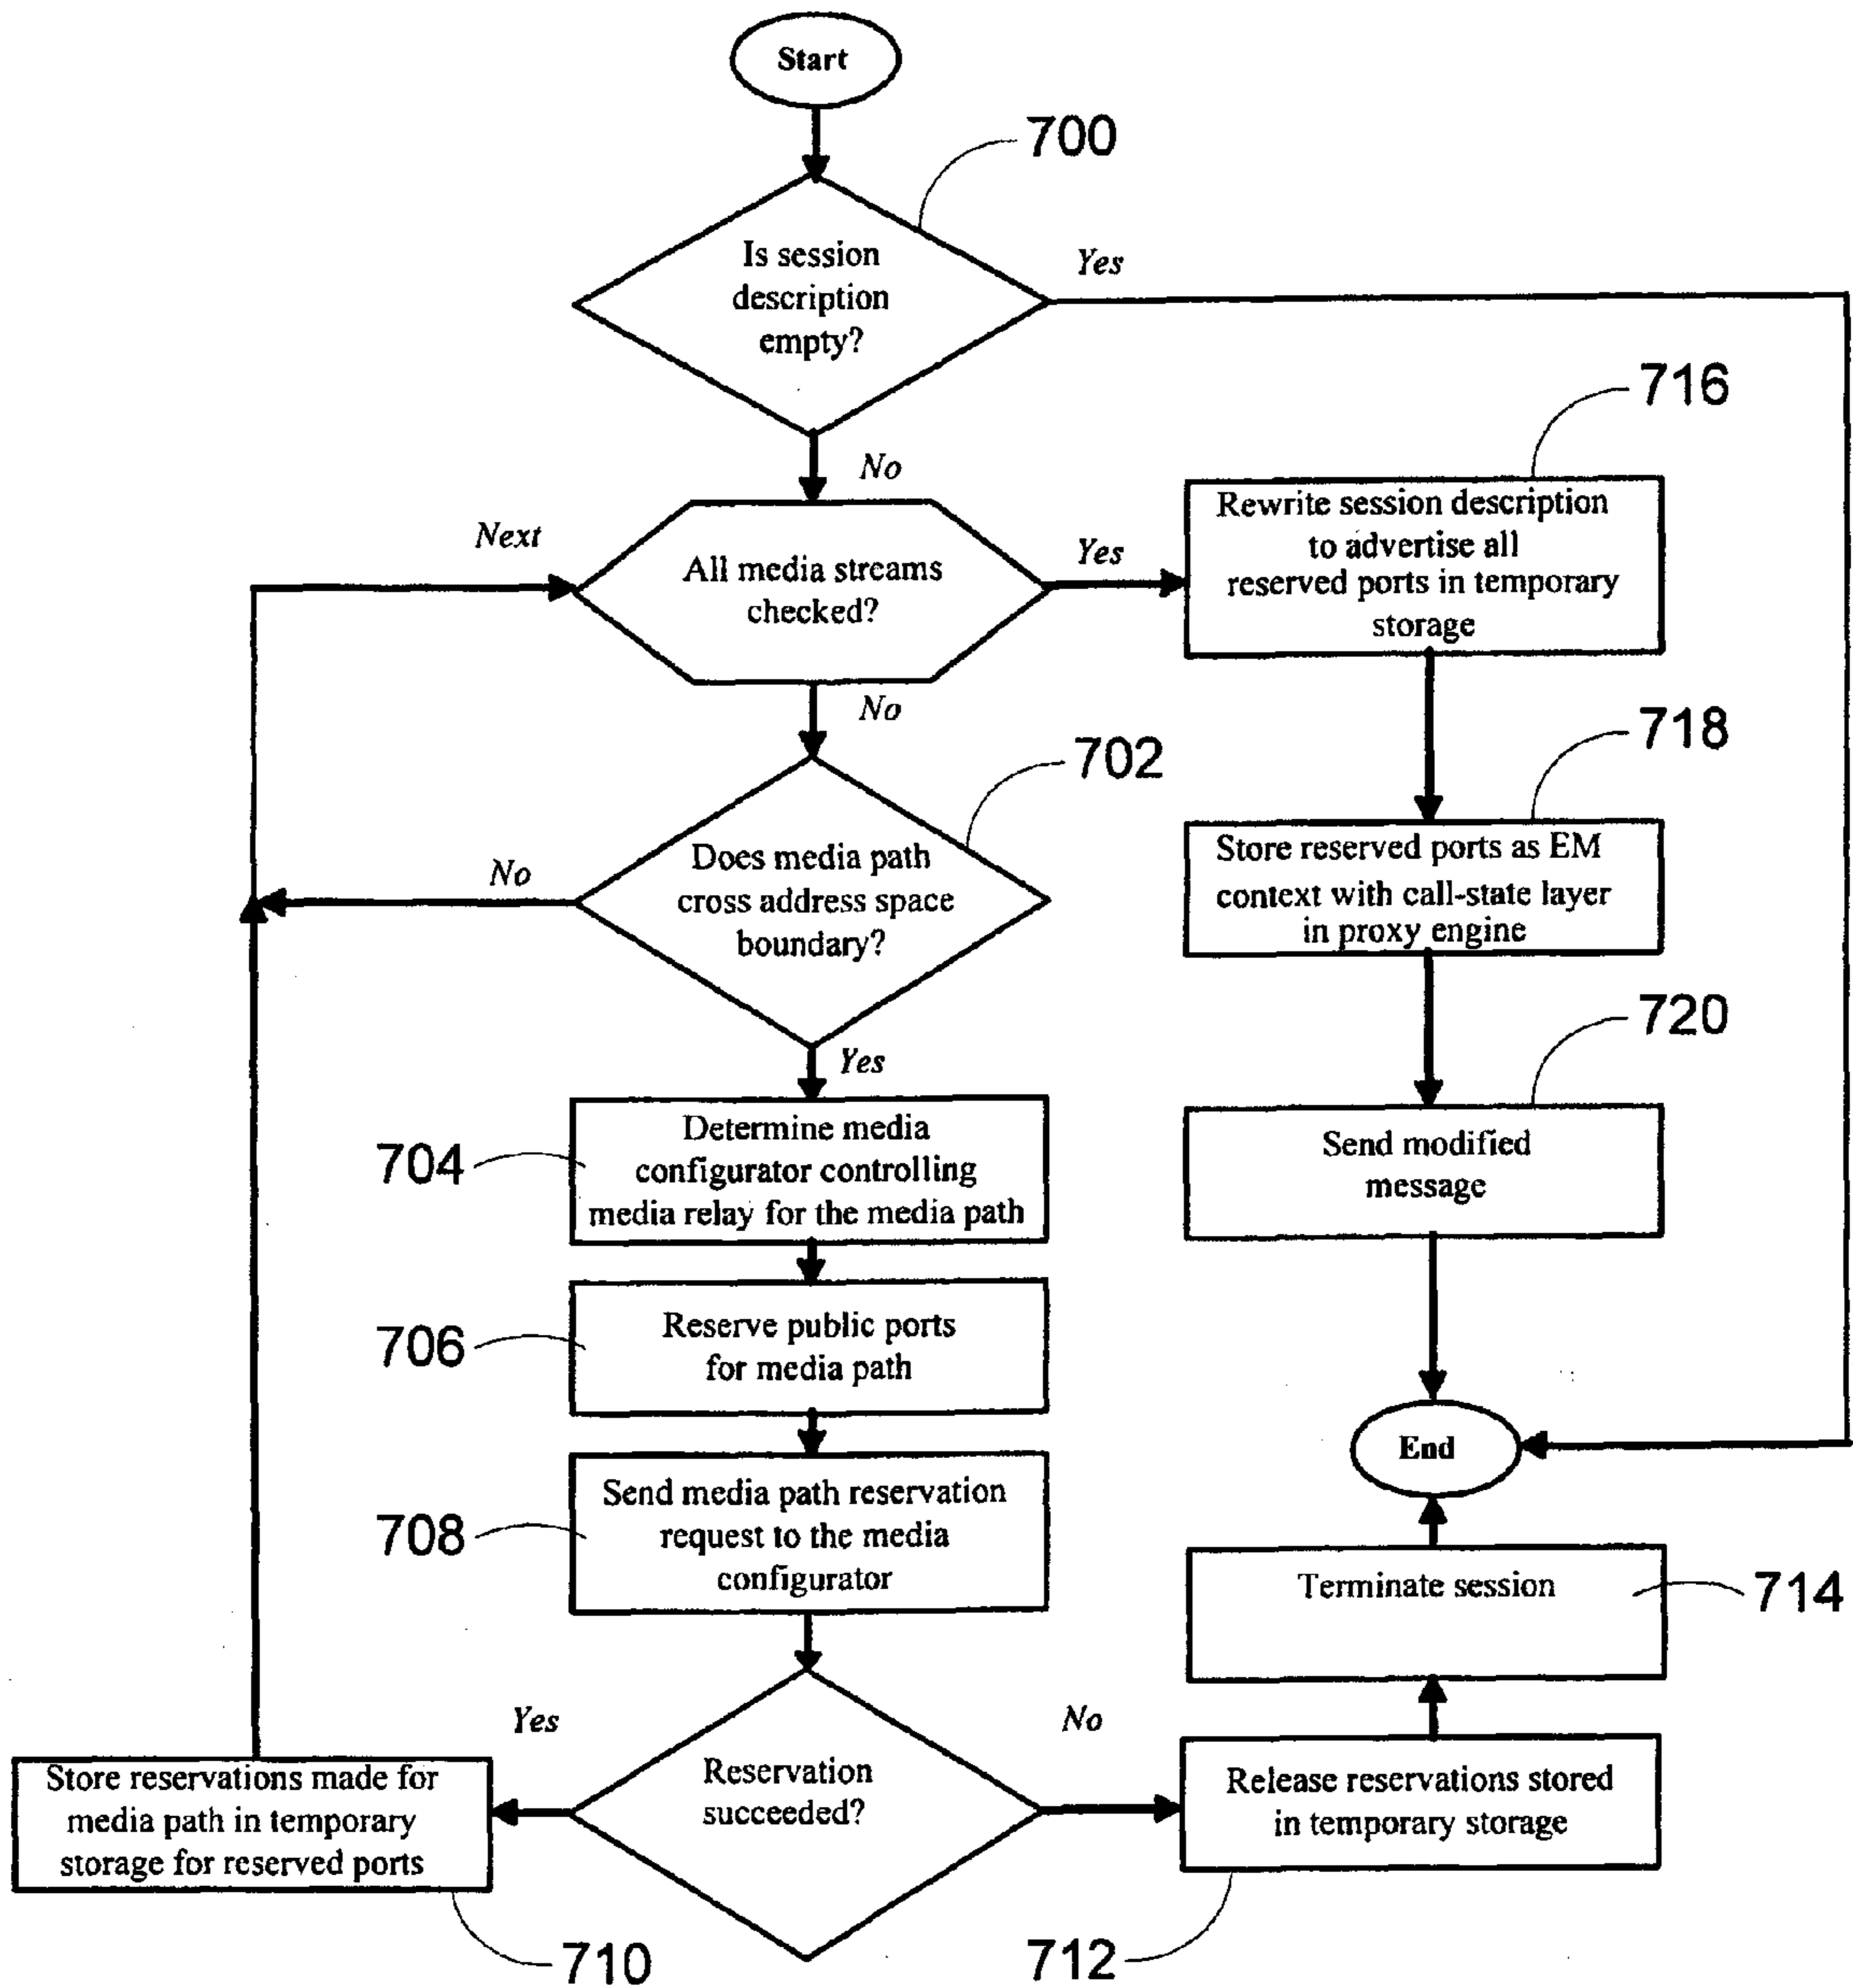 Start
700
Is session
description
empty?
Yes
No
716
Rewrite session description
to advertise all
reserved ports in temporary
storage
Next
All media streams
checked?
Yes
No
718
Store reserved ports as EM
context with call-state layer
in proxy engine
702
Does media path
cross address space
boundary?
No
Yes
720
Send modified
message
704
Determine media
configurator controlling
media relay for the media path
706
Reserve public ports
for media path
End
708
Send media path reservation
request to the media
configurator
Terminate session
714
Yes
Reservation
succeeded?
No
Store reservations made for
media path in temporary
storage for reserved ports
710
Release reservations stored
in temporary storage
712